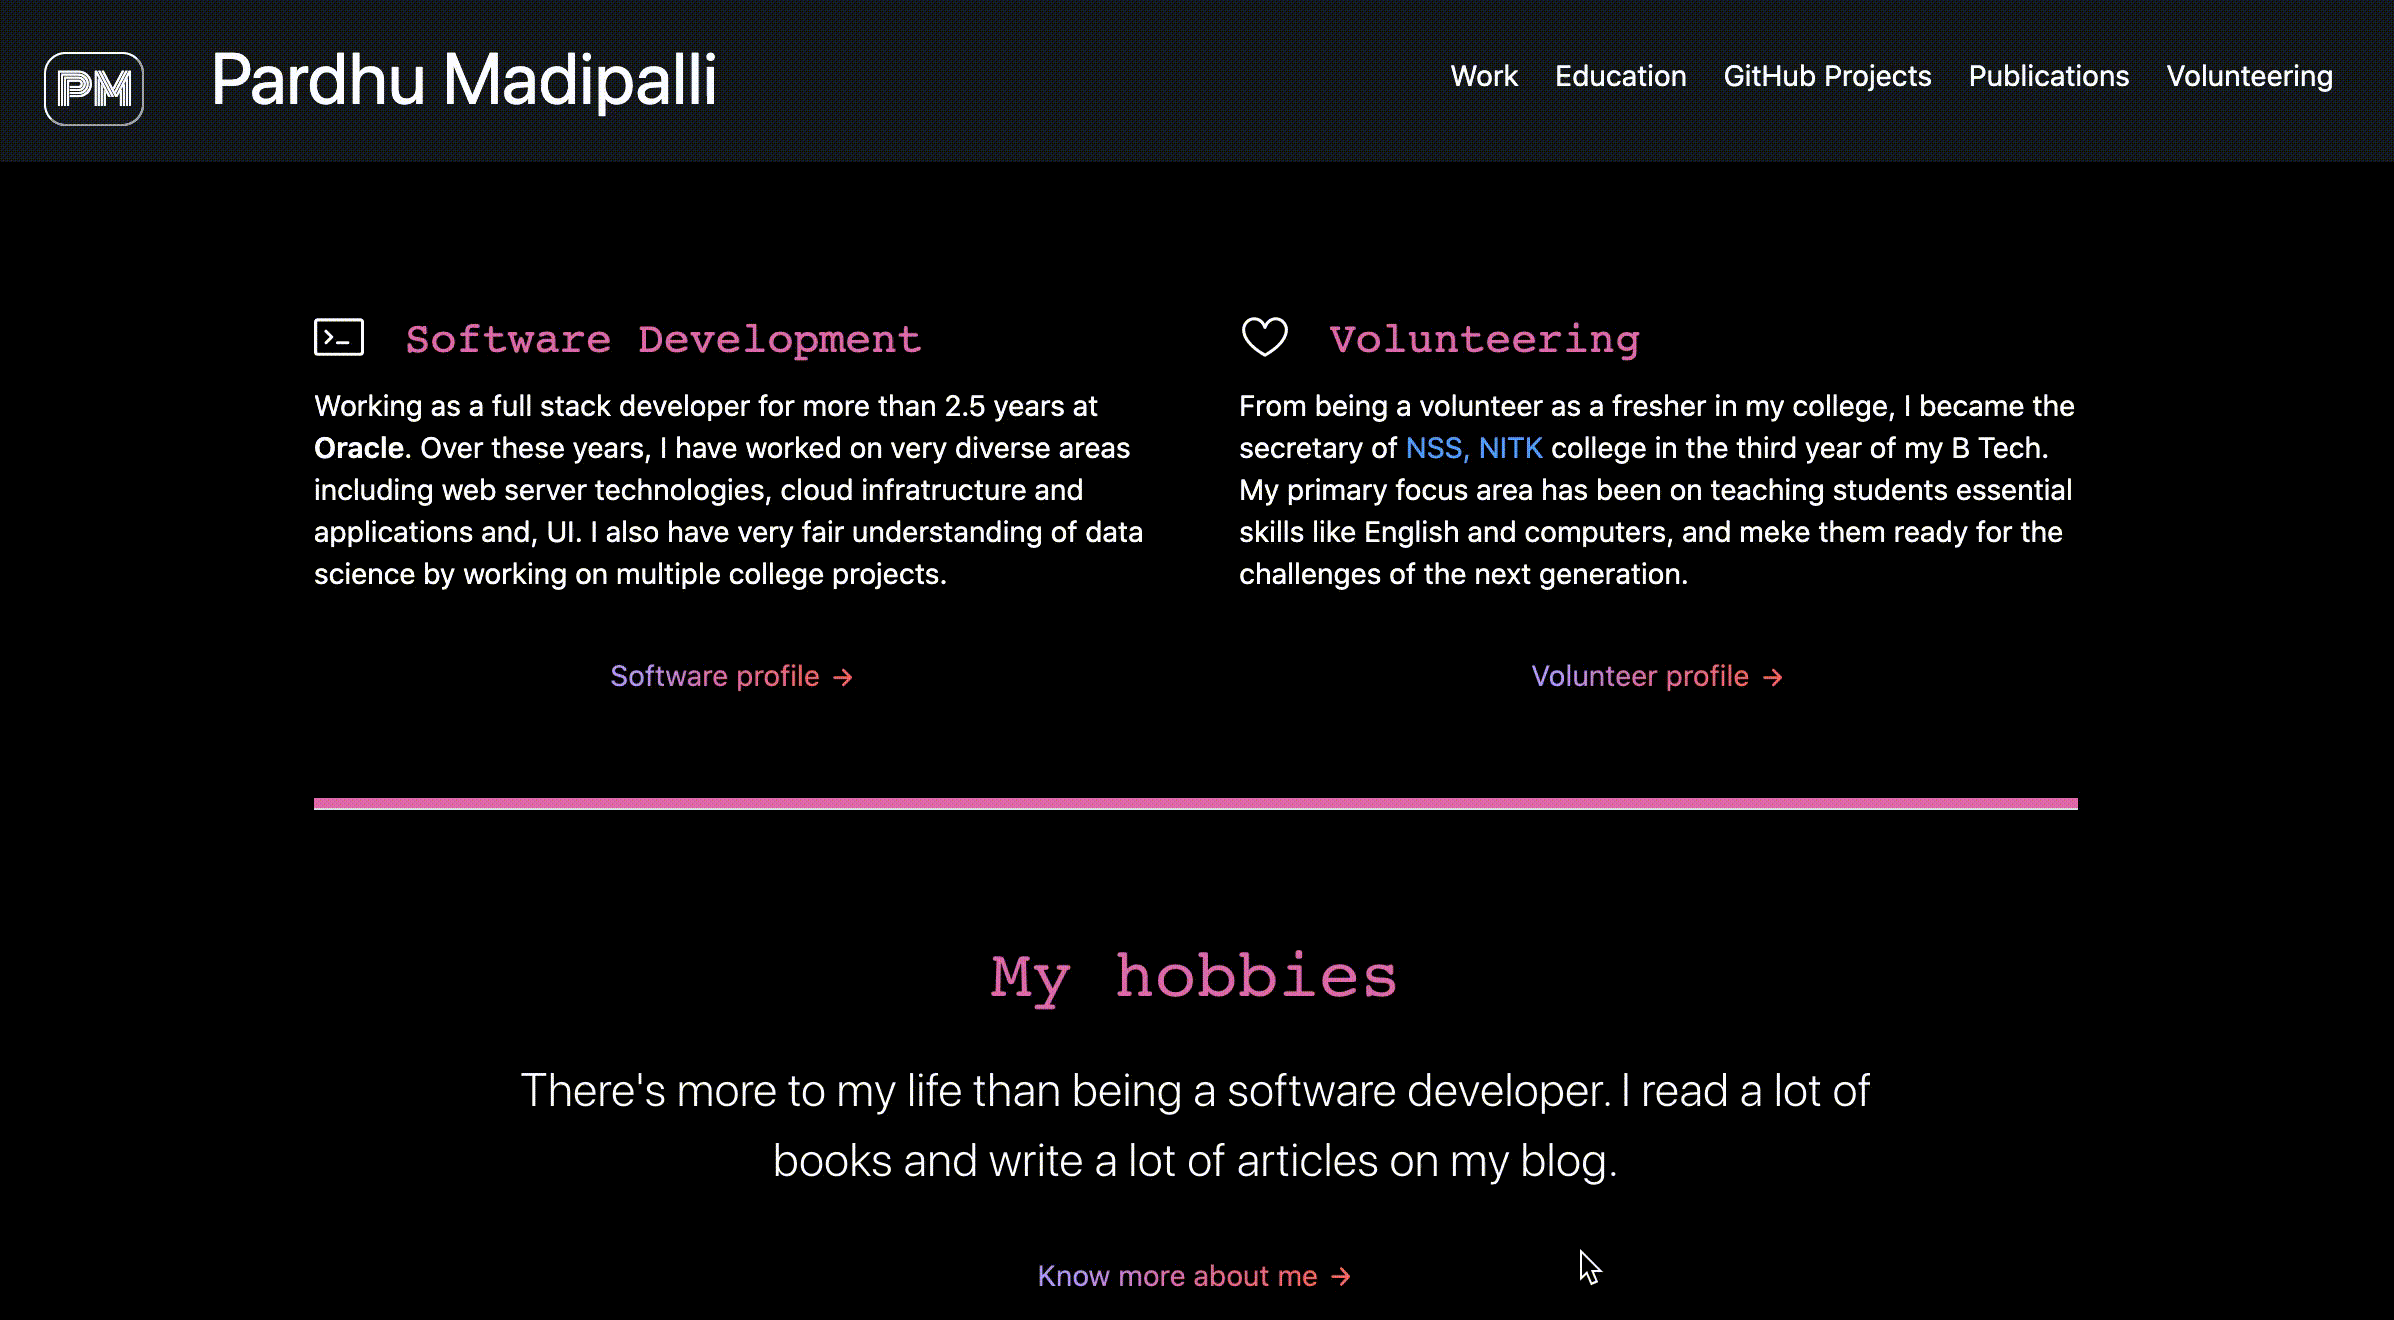 PM
Pardhu Madipalli
Work Education GitHub Projects Publications Volunteering
Software Development
Working as a full stack developer for more than 2.5 years at
Oracle. Over these years, I have worked on very diverse areas
including web server technologies, cloud infratructure and
applications and, UI. I also have very fair understanding of data
science by working on multiple college projects.
Software profile →
Volunteering
From being a volunteer as a fresher in my college, I became the
secretary of NSS, NITK college in the third year of my B Tech.
My primary focus area has been on teaching students essential
skills like English and computers, and meke them ready for the
challenges of the next generation.
Volunteer profile →
My hobbies
There's more to my life than being a software developer. I read a lot of
books and write a lot of articles on my blog.
Know more about me →